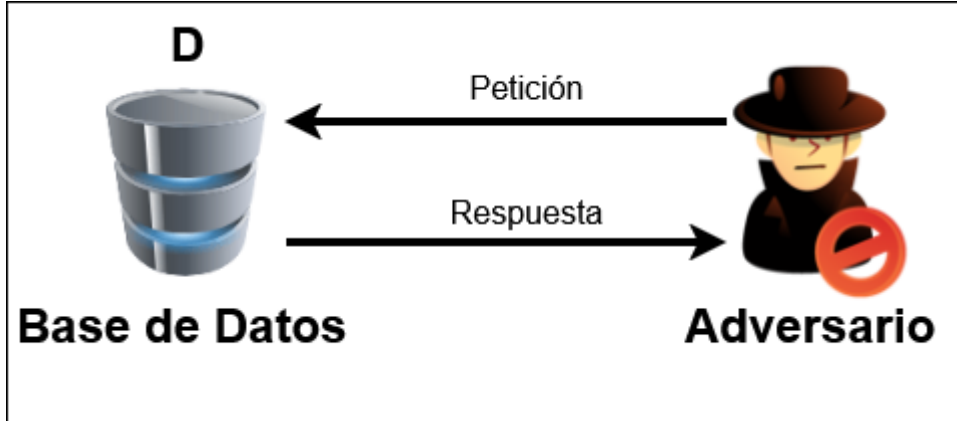 D
Petición
Respuesta
Base de Datos
Adversario